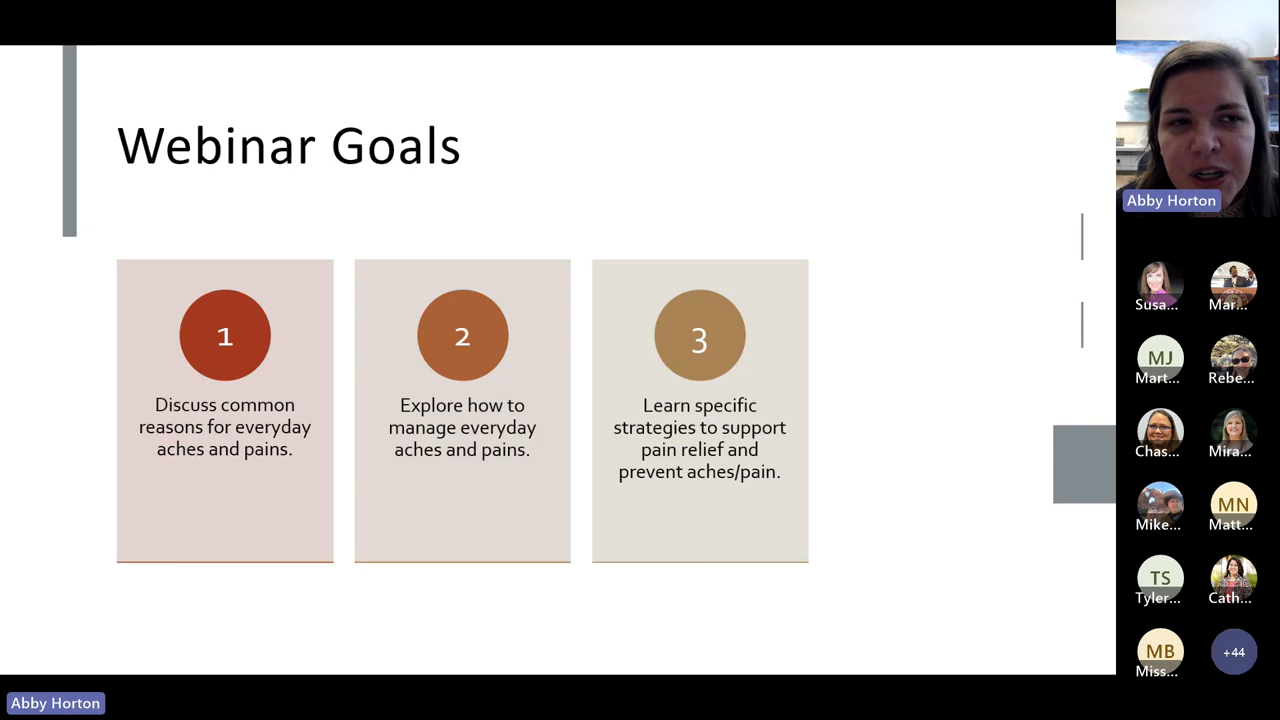 Webinar Goals
1
Discuss common
reasons for everyday
aches and pains.
2
Explore how to
manage everyday
aches and pains.
3
Learn specific
strategies to support
pain relief and
prevent aches/pain.
Abby Horton
Susa...
Mar...
MJ
Mart...
Rebe...
Chas...
Mira...
Mike...
MN
Matt...
TS
Tyler...
Cath...
MB
Miss...
+44
Abby Horton